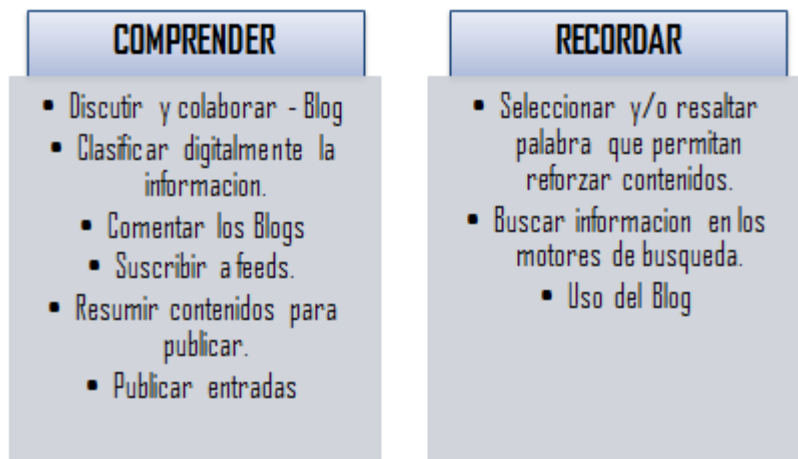 COMPRENDER
• Discutir y colaborar - Blog
• Clasificar digitalmente la
informacion.
• Comentar los Blogs
• Suscribir a feeds.
• Resumir contenidos para
publicar.
• Publicar entradas
RECORDAR
• Seleccionar y/o resaltar
palabra que permitan
reforzar contenidos.
• Buscar informacion en los
motores de busqueda.
• Uso del Blog